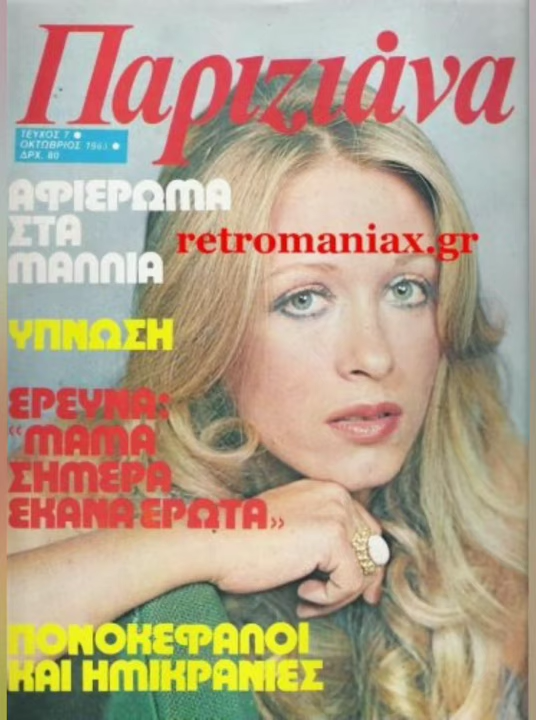 Παριζιάνα
ΤΕΥΧΟΣ 7 ●
ΟΚΤΩΒΡΙΟΣ 1983 ●
ΔΡΧ. 80
ΑΦΙΕΡΩΜΑ
ΣΤΑ
ΜΑΛΛΙΑ
retromaniax.gr
ΥΠΝΩΣΗ
ΕΡΕΥΝΑ:
«ΜΑΜΑ
ΣΗΜΕΡΑ
ΕΚΑΝΑ ΕΡΩΤΑ»
ΠΟΝΟΚΕΦΑΛΟΙ
ΚΑΙ ΗΜΙΚΡΑΝΙΕΣ